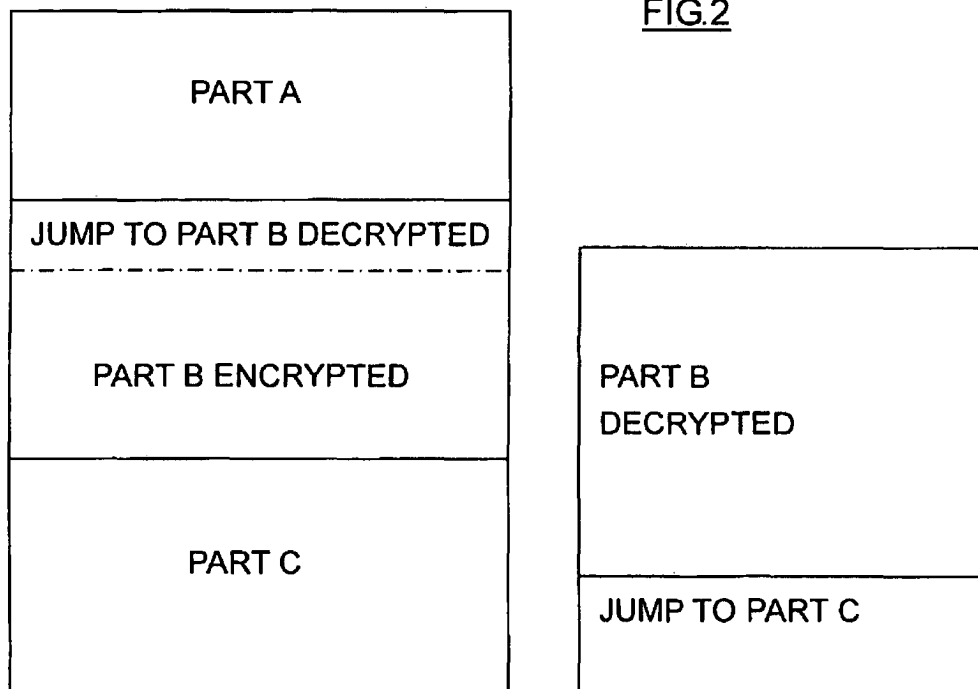 FIG.2
PART A
JUMP TO PART B DECRYPTED
PART B ENCRYPTED
PART C
PART B
DECRYPTED
JUMP TO PART C